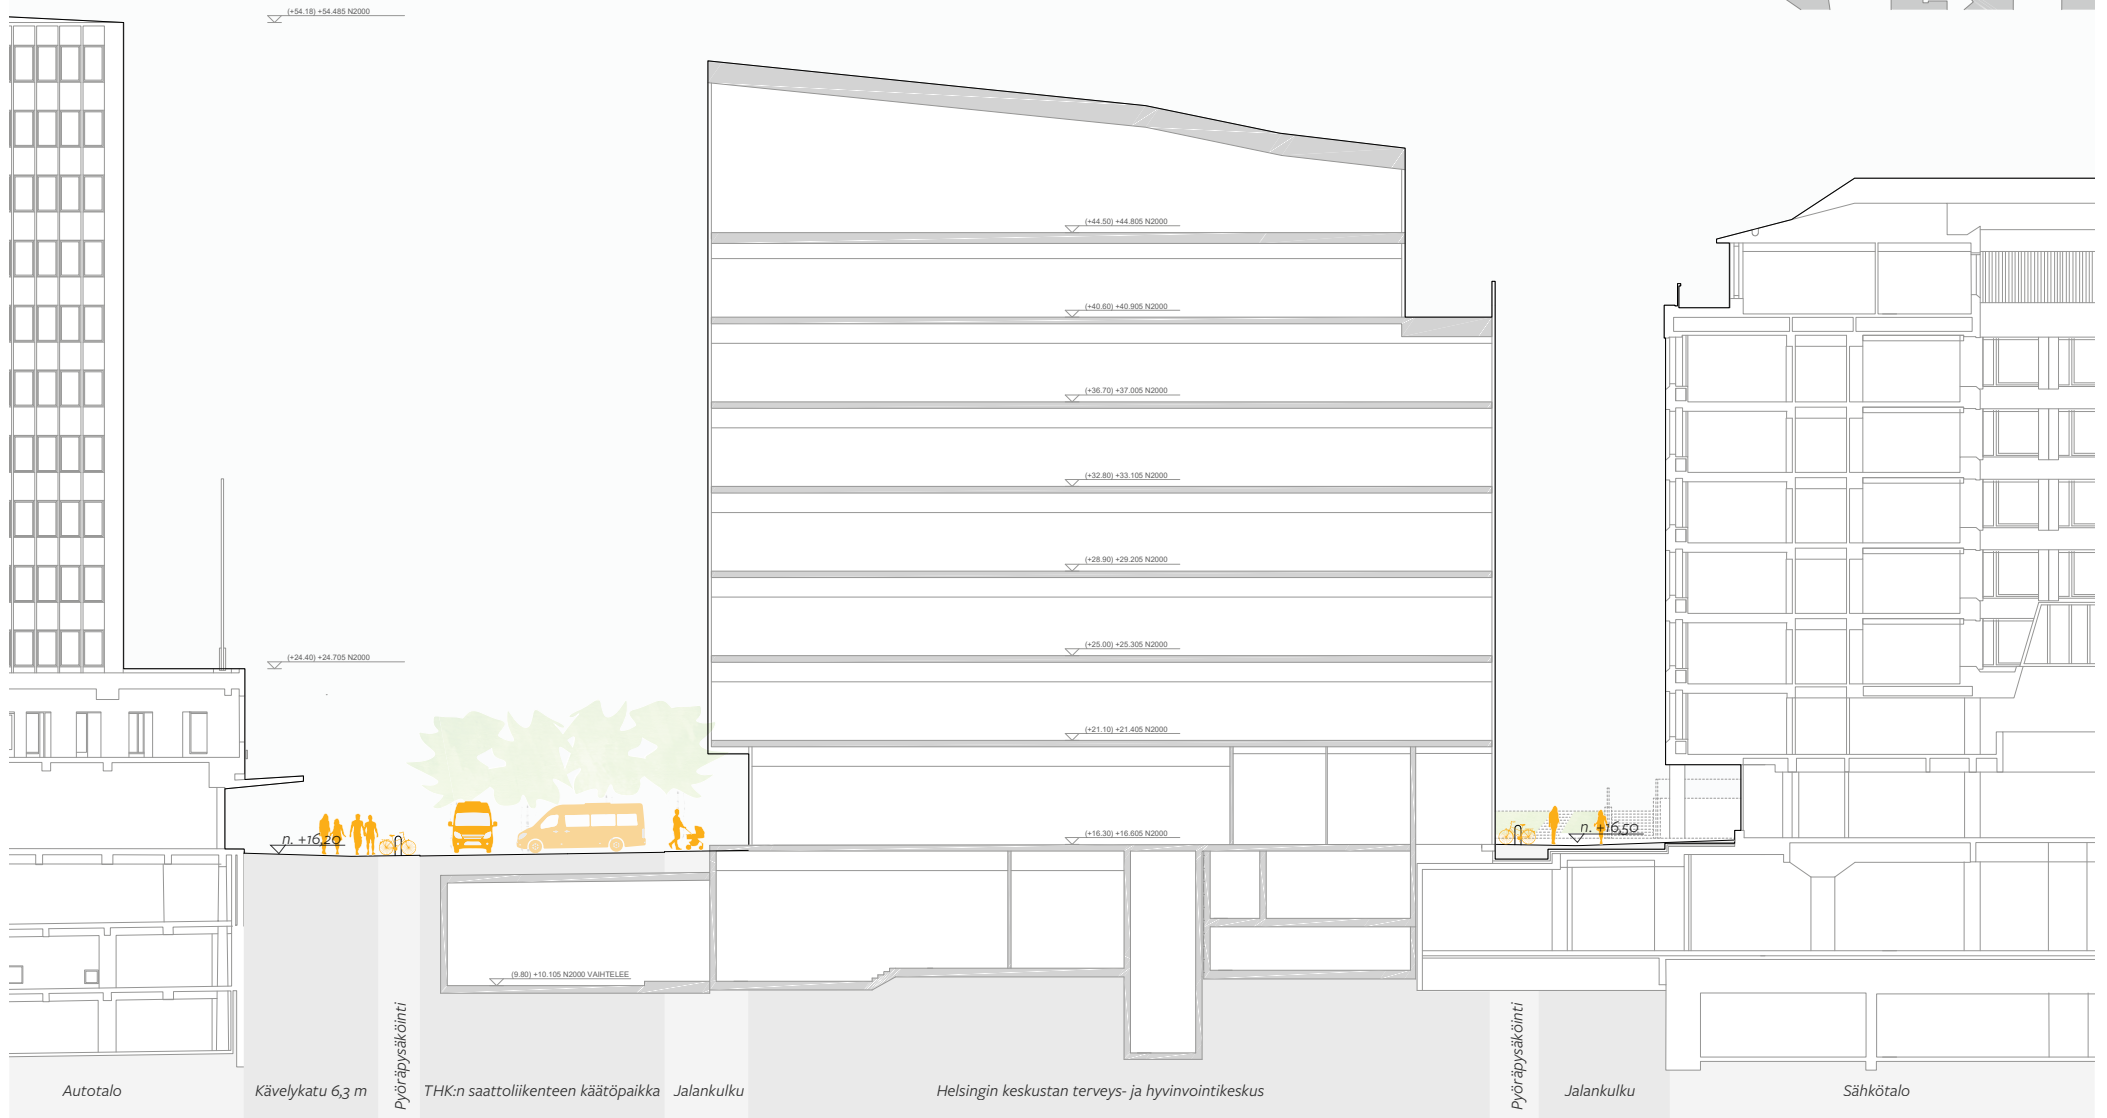 (+54.18) +54.485 N2000
(+44.50) +44.805 N2000
(+40.60) +40.905 N2000
(+36.70) +37.005 N2000
(+32.80) +33.105 N2000
(+28.90) +29.205 N2000
(+25.00) +25.305 N2000
(+24.40) +24.705 N2000
(+21.10) +21.405 N2000
n. +16,20
(+16.30) +16.605 N2000
n. +16,50
(9.80) +10.105 N2000 VAIHTELEE
Autotalo
Kävelykatu 6,3 m
Pyöräpysäköinti
THK:n saattoliikenteen käätöpaikka
Jalankulku
Helsingin keskustan terveys- ja hyvinvointikeskus
Pyöräpysäköinti
Jalankulku
Sähkötalo